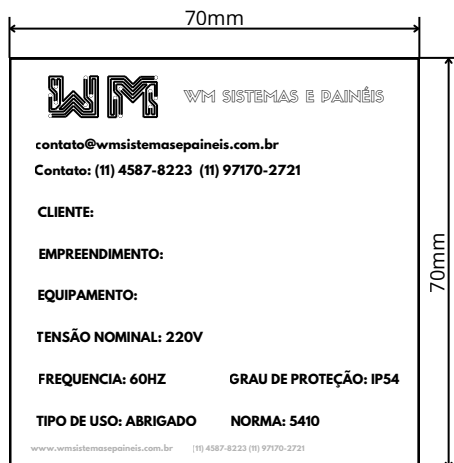 70mm
WM WM SISTEMAS E PAINÉIS
contato@wmsistemasepaineis.com.br
Contato: (11) 4587-8223 (11) 97170-2721
CLIENTE:
EMPREENDIMENTO:
EQUIPAMENTO:
TENSÃO NOMINAL: 220V
FREQUENCIA: 60HZ GRAU DE PROTEÇÃO: IP54
TIPO DE USO: ABRIGADO NORMA: 5410
www.wmsistemasepaineis.com.br (11) 4587-8223 (11) 97170-2721
70mm